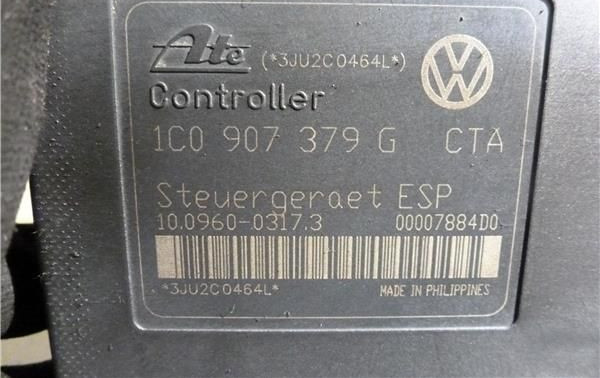 Ate (*3JU2C0464L*)
Controller
1C0 907 379 G CTA
Steuergeraet ESP
10.0960-0317.3 00007884D0
*3JU2C0464L* MADE IN PHILIPPINES